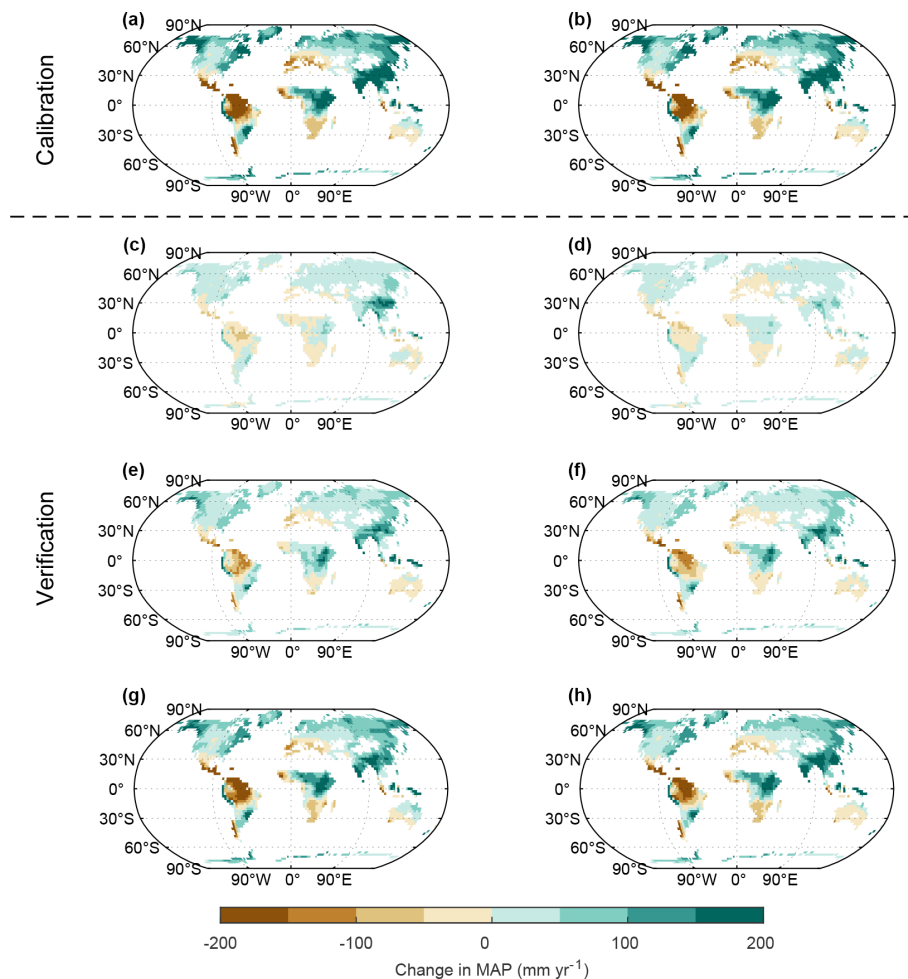 Calibration
(a)
90°N
60°N
30°N
0°
30°S
60°S
90°S
90°W 0° 90°E
(b)
90°N
60°N
30°N
0°
30°S
60°S
90°S
90°W 0° 90°E
Verification
(c)
90°N
60°N
30°N
0°
30°S
60°S
90°S
90°W 0° 90°E
(d)
90°N
60°N
30°N
0°
30°S
60°S
90°S
90°W 0° 90°E
(e)
90°N
60°N
30°N
0°
30°S
60°S
90°S
90°W 0° 90°E
(f)
90°N
60°N
30°N
0°
30°S
60°S
90°S
90°W 0° 90°E
(g)
90°N
60°N
30°N
0°
30°S
60°S
90°S
90°W 0° 90°E
(h)
90°N
60°N
30°N
0°
30°S
60°S
90°S
90°W 0° 90°E
-200 -100 0 100 200
Change in MAP (mm yr⁻¹)